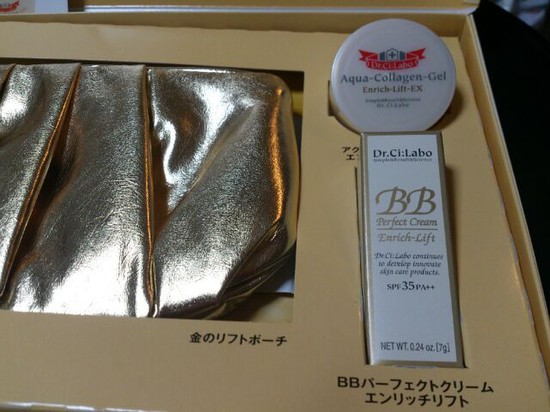 Dr.Ci:Labo
Aqua-Collagen-Gel
Enrich-Lift-EX
Dr.Ci:Labo
Dr.Ci:Labo
BB
Perfect Cream
Enrich-Lift
Dr.Ci:Labo continues
to develop innovate
skin care products.
SPF35PA++
NET WT. 0.24 oz. [7g]
金のリフトポーチ
BBパーフェクトクリーム
エンリッチリフト